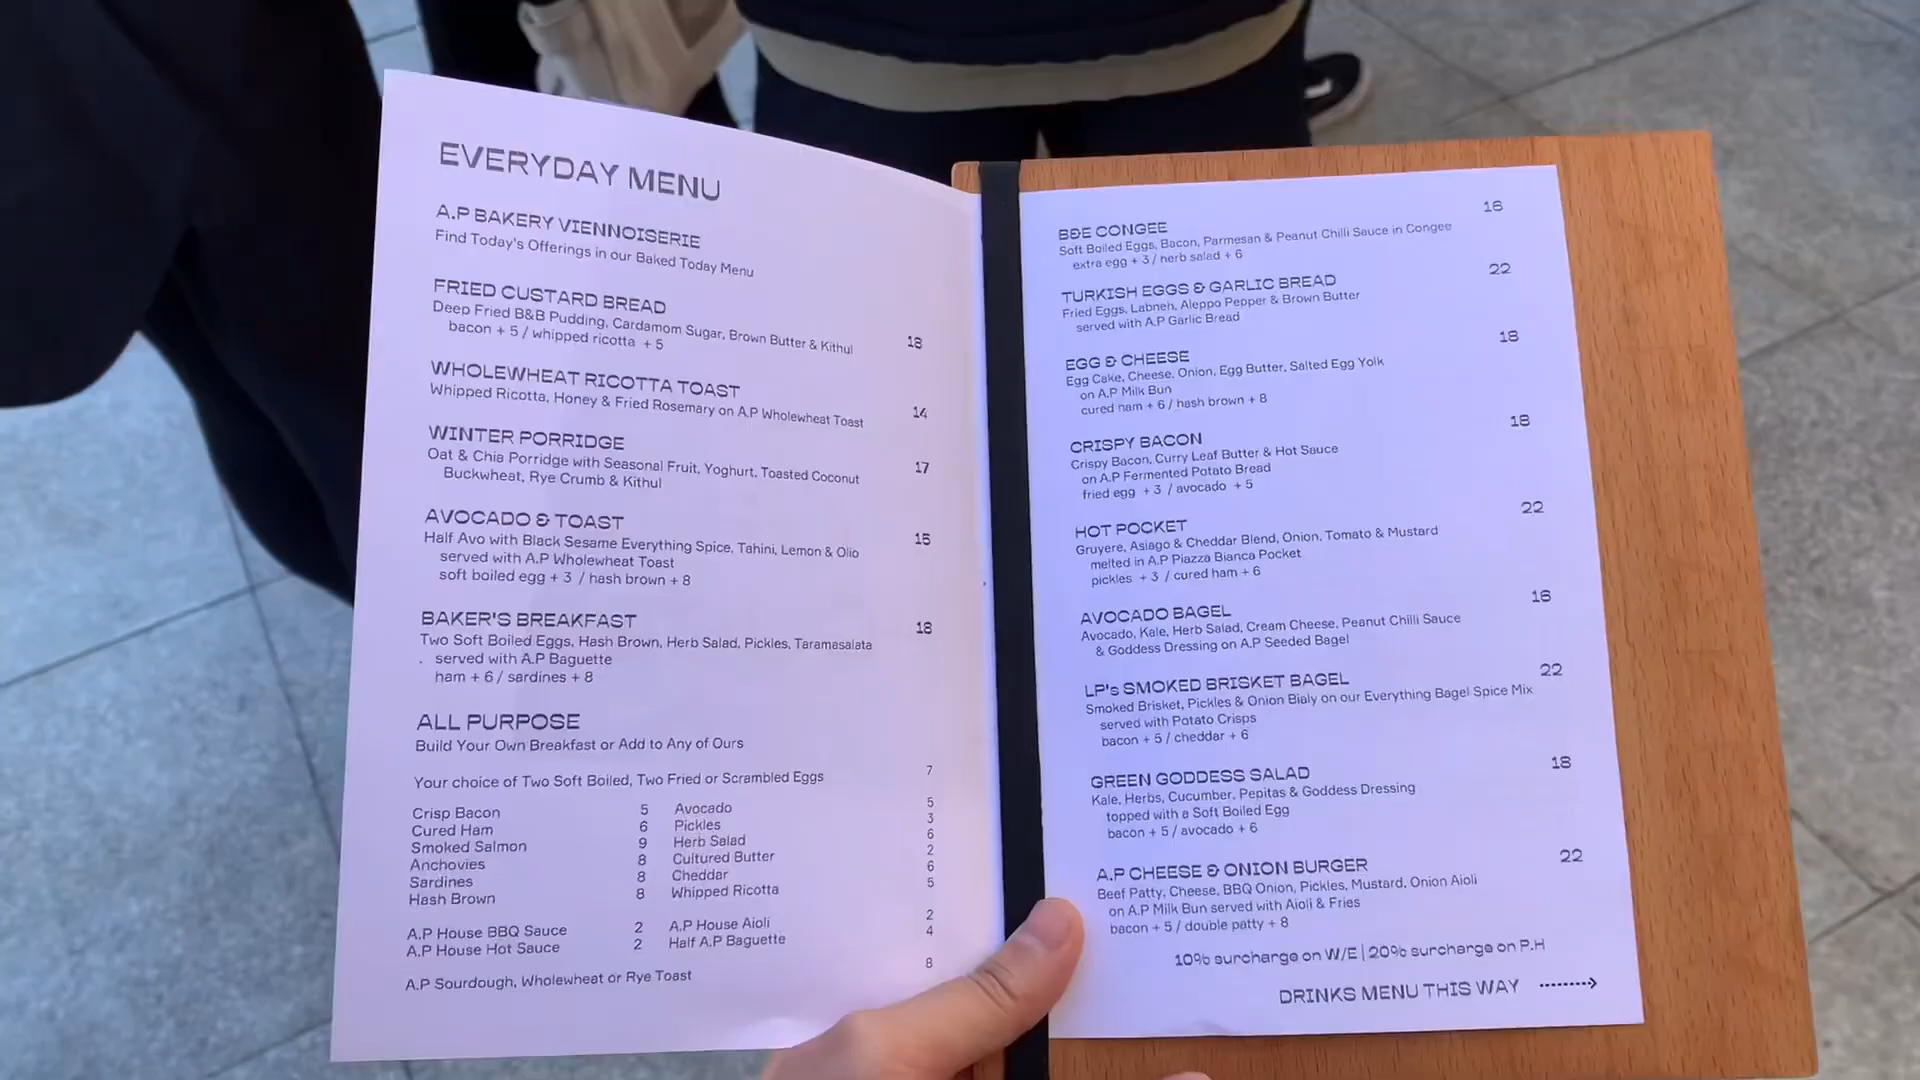 EVERYDAY MENU
A.P BAKERY VIENNOISERIE
Find Today's Offerings in our Baked Today Menu
FRIED CUSTARD BREAD
Deep Fried B&B Pudding, Cardamom Sugar, Brown Butter & Kithul 18
bacon + 5 / whipped ricotta + 5
WHOLEWHEAT RICOTTA TOAST
Whipped Ricotta, Honey & Fried Rosemary on A.P Wholewheat Toast 14
WINTER PORRIDGE
Oat & Chia Porridge with Seasonal Fruit, Yoghurt, Toasted Coconut 17
Buckwheat, Rye Crumb & Kithul
AVOCADO & TOAST
Half Avo with Black Sesame Everything Spice, Tahini, Lemon & Olio 15
served with A.P Wholewheat Toast
soft boiled egg + 3 / hash brown + 8
BAKER'S BREAKFAST 18
Two Soft Boiled Eggs, Hash Brown, Herb Salad, Pickles, Taramasalata
served with A.P Baguette
ham + 6 / sardines + 8
ALL PURPOSE
Build Your Own Breakfast or Add to Any of Ours
Your choice of Two Soft Boiled, Two Fried or Scrambled Eggs 7
Crisp Bacon 5 Avocado 5
Cured Ham 6 Pickles 3
Smoked Salmon 9 Herb Salad 6
Anchovies 8 Cultured Butter 2
Sardines 8 Cheddar 6
Hash Brown 8 Whipped Ricotta 5
A.P House BBQ Sauce 2 A.P House Aioli 2
A.P House Hot Sauce 2 Half A.P Baguette 4
A.P Sourdough, Wholewheat or Rye Toast 8
B&E CONGEE 16
Soft Boiled Eggs, Bacon, Parmesan & Peanut Chilli Sauce in Congee
extra egg + 3 / herb salad + 6
TURKISH EGGS & GARLIC BREAD 22
Fried Eggs, Labneh, Aleppo Pepper & Brown Butter
served with A.P Garlic Bread
EGG & CHEESE 18
Egg Cake, Cheese, Onion, Egg Butter, Salted Egg Yolk
on A.P Milk Bun
cured ham + 6 / hash brown + 8
CRISPY BACON 18
Crispy Bacon, Curry Leaf Butter & Hot Sauce
on A.P Fermented Potato Bread
fried egg + 3 / avocado + 5
HOT POCKET 22
Gruyere, Asiago & Cheddar Blend, Onion, Tomato & Mustard
melted in A.P Piazza Bianca Pocket
pickles + 3 / cured ham + 6
AVOCADO BAGEL 16
Avocado, Kale, Herb Salad, Cream Cheese, Peanut Chilli Sauce
& Goddess Dressing on A.P Seeded Bagel
LP's SMOKED BRISKET BAGEL 22
Smoked Brisket, Pickles & Onion Bialy on our Everything Bagel Spice Mix
served with Potato Crisps
bacon + 5 / cheddar + 6
GREEN GODDESS SALAD 18
Kale, Herbs, Cucumber, Pepitas & Goddess Dressing
topped with a Soft Boiled Egg
bacon + 5 / avocado + 6
A.P CHEESE & ONION BURGER 22
Beef Patty, Cheese, BBQ Onion, Pickles, Mustard, Onion Aioli
on A.P Milk Bun served with Aioli & Fries
bacon + 5 / double patty + 8
10% surcharge on W/E | 20% surcharge on P.H
DRINKS MENU THIS WAY